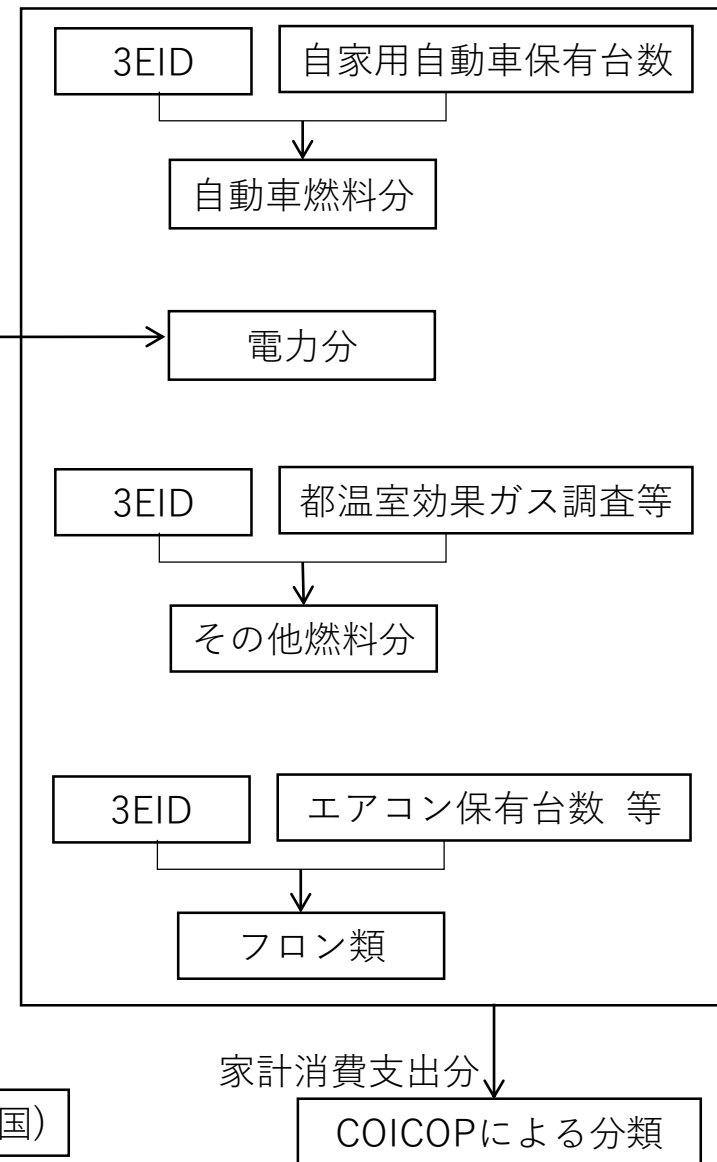 3EID
自家用自動車保有台数
自動車燃料分
電力分
3EID
都温室効果ガス調査等
その他燃料分
3EID
エアコン保有台数 等
フロン類
家計消費支出分
国)
COICOPによる分類